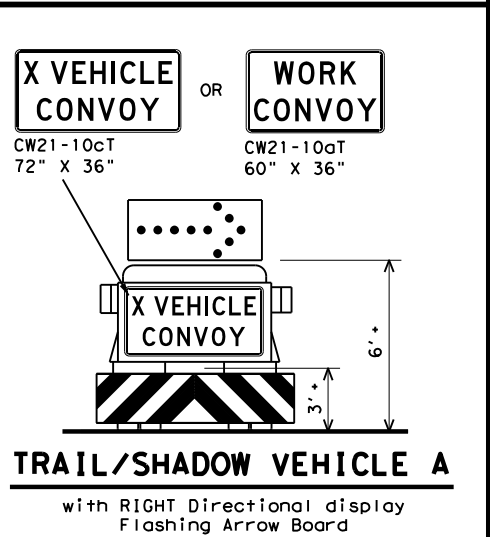 X VEHICLE
CONVOY
OR
WORK
CONVOY
CW21-10cT
72" X 36"
CW21-10aT
60" X 36"
X VEHICLE
CONVOY
6' +
3' +
TRAIL/SHADOW VEHICLE A
with RIGHT Directional display
Flashing Arrow Board